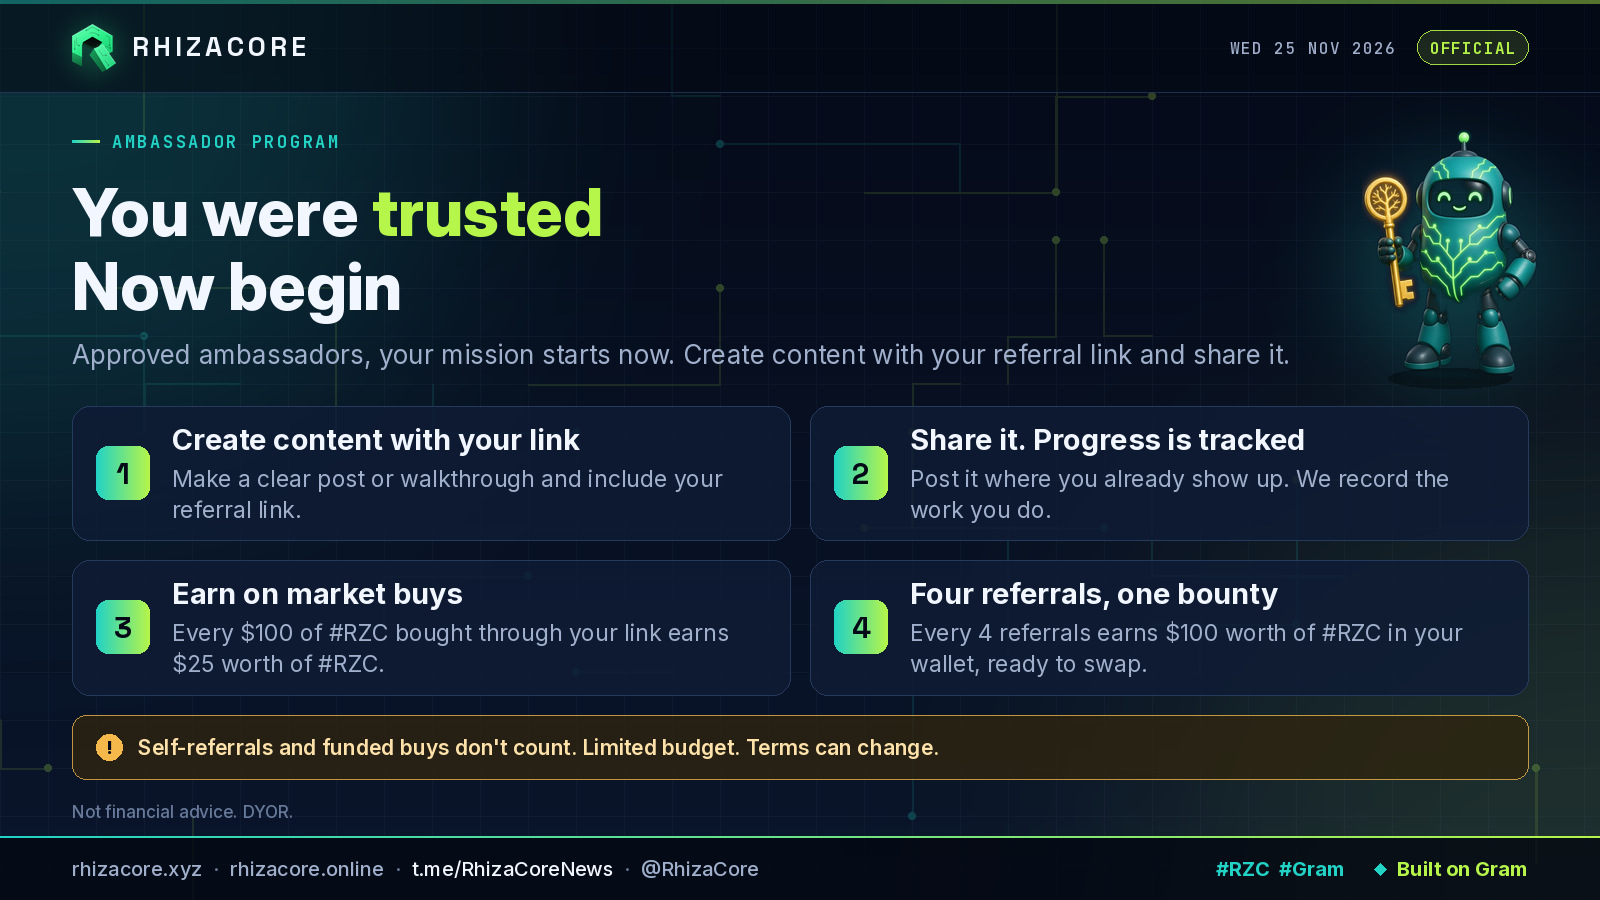 RHIZACORE
WED 25 NOV 2026
OFFICIAL
AMBASSADOR PROGRAM
You were trusted
Now begin
Approved ambassadors, your mission starts now. Create content with your referral link and share it.
1
Create content with your link
Make a clear post or walkthrough and include your
referral link.
2
Share it. Progress is tracked
Post it where you already show up. We record the
work you do.
3
Earn on market buys
Every $100 of #RZC bought through your link earns
$25 worth of #RZC.
4
Four referrals, one bounty
Every 4 referrals earns $100 worth of #RZC in your
wallet, ready to swap.
! Self-referrals and funded buys don't count. Limited budget. Terms can change.
Not financial advice. DYOR.
rhizacore.xyz · rhizacore.online · t.me/RhizaCoreNews · @RhizaCore
#RZC #Gram ◆ Built on Gram